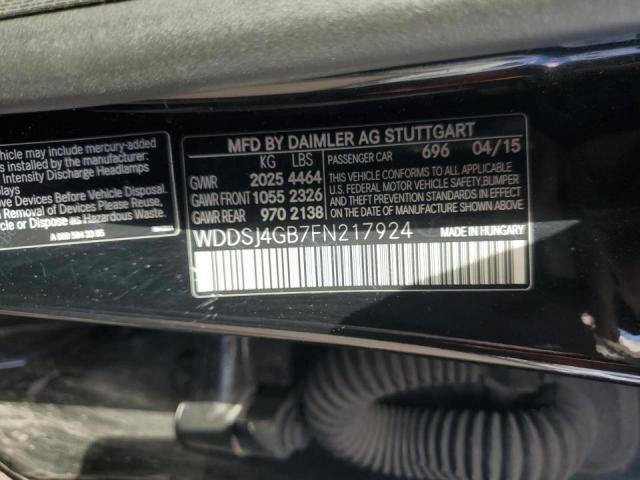 ehicle may include mercury-added
as installed by the manufacturer:
h Intensity Discharge Headlamps
plays
ove Devices Before Vehicle Disposal.
Removal of Devices Please Reuse,
cle or Dispose as Hazardous Waste.
MFD BY DAIMLER AG STUTTGART
KG LBS PASSENGER CAR 696 04/15
GVWR 2025 4464
GAWR FRONT 1055 2326
GAWR REAR 970 2138
THIS VEHICLE CONFORMS TO ALL APPLICABLE
U.S. FEDERAL MOTOR VEHICLE SAFETY, BUMPER
AND THEFT PREVENTION STANDARDS IN EFFECT
ON THE DATE OF MANUFACTURE SHOWN ABOVE.
WDDSJ4GB7FN217924 MADE IN HUNGARY